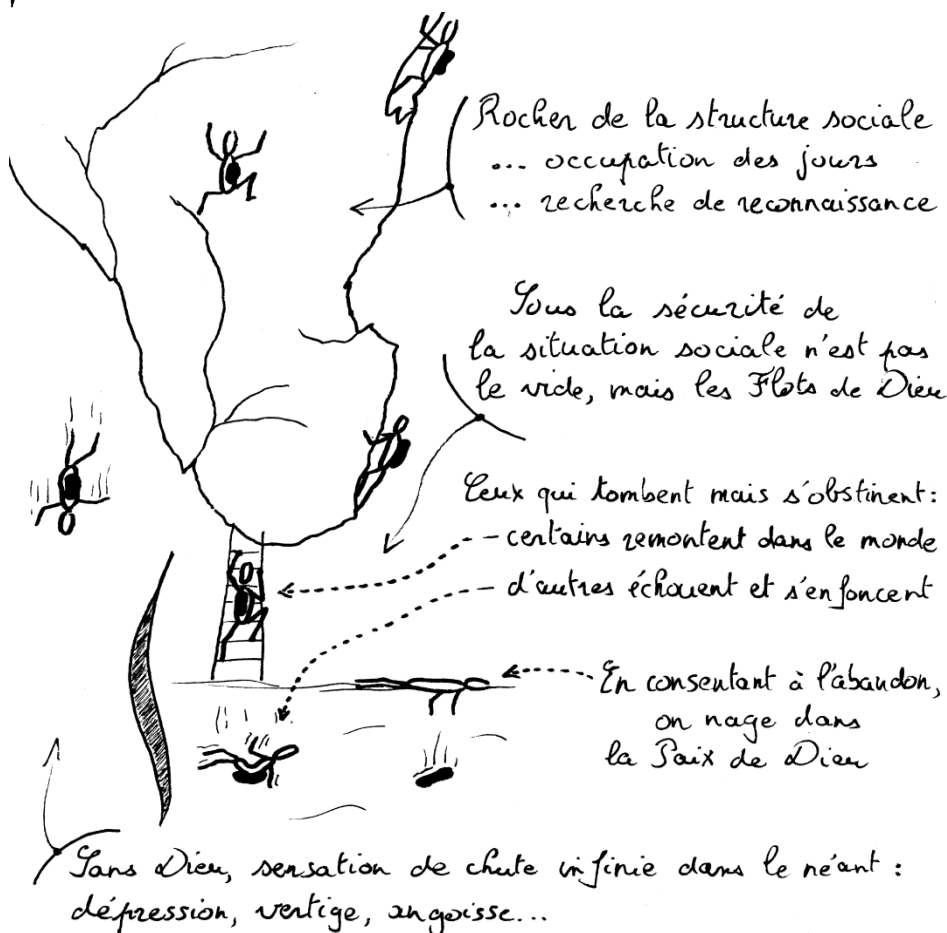 Rocher de la structure sociale
... occupation des jours
... recherche de reconnaissance
Sous la sécurité de
la situation sociale n'est pas
le vide, mais les Flots de Dieu
Ceux qui tombent mais s'obstinent :
– certains remontent dans le monde
– d'autres échouent et s'enfoncent
En consentant à l'abandon,
on nage dans
la Paix de Dieu
Sans Dieu, sensation de chute infinie dans le néant :
dépression, vertige, angoisse...